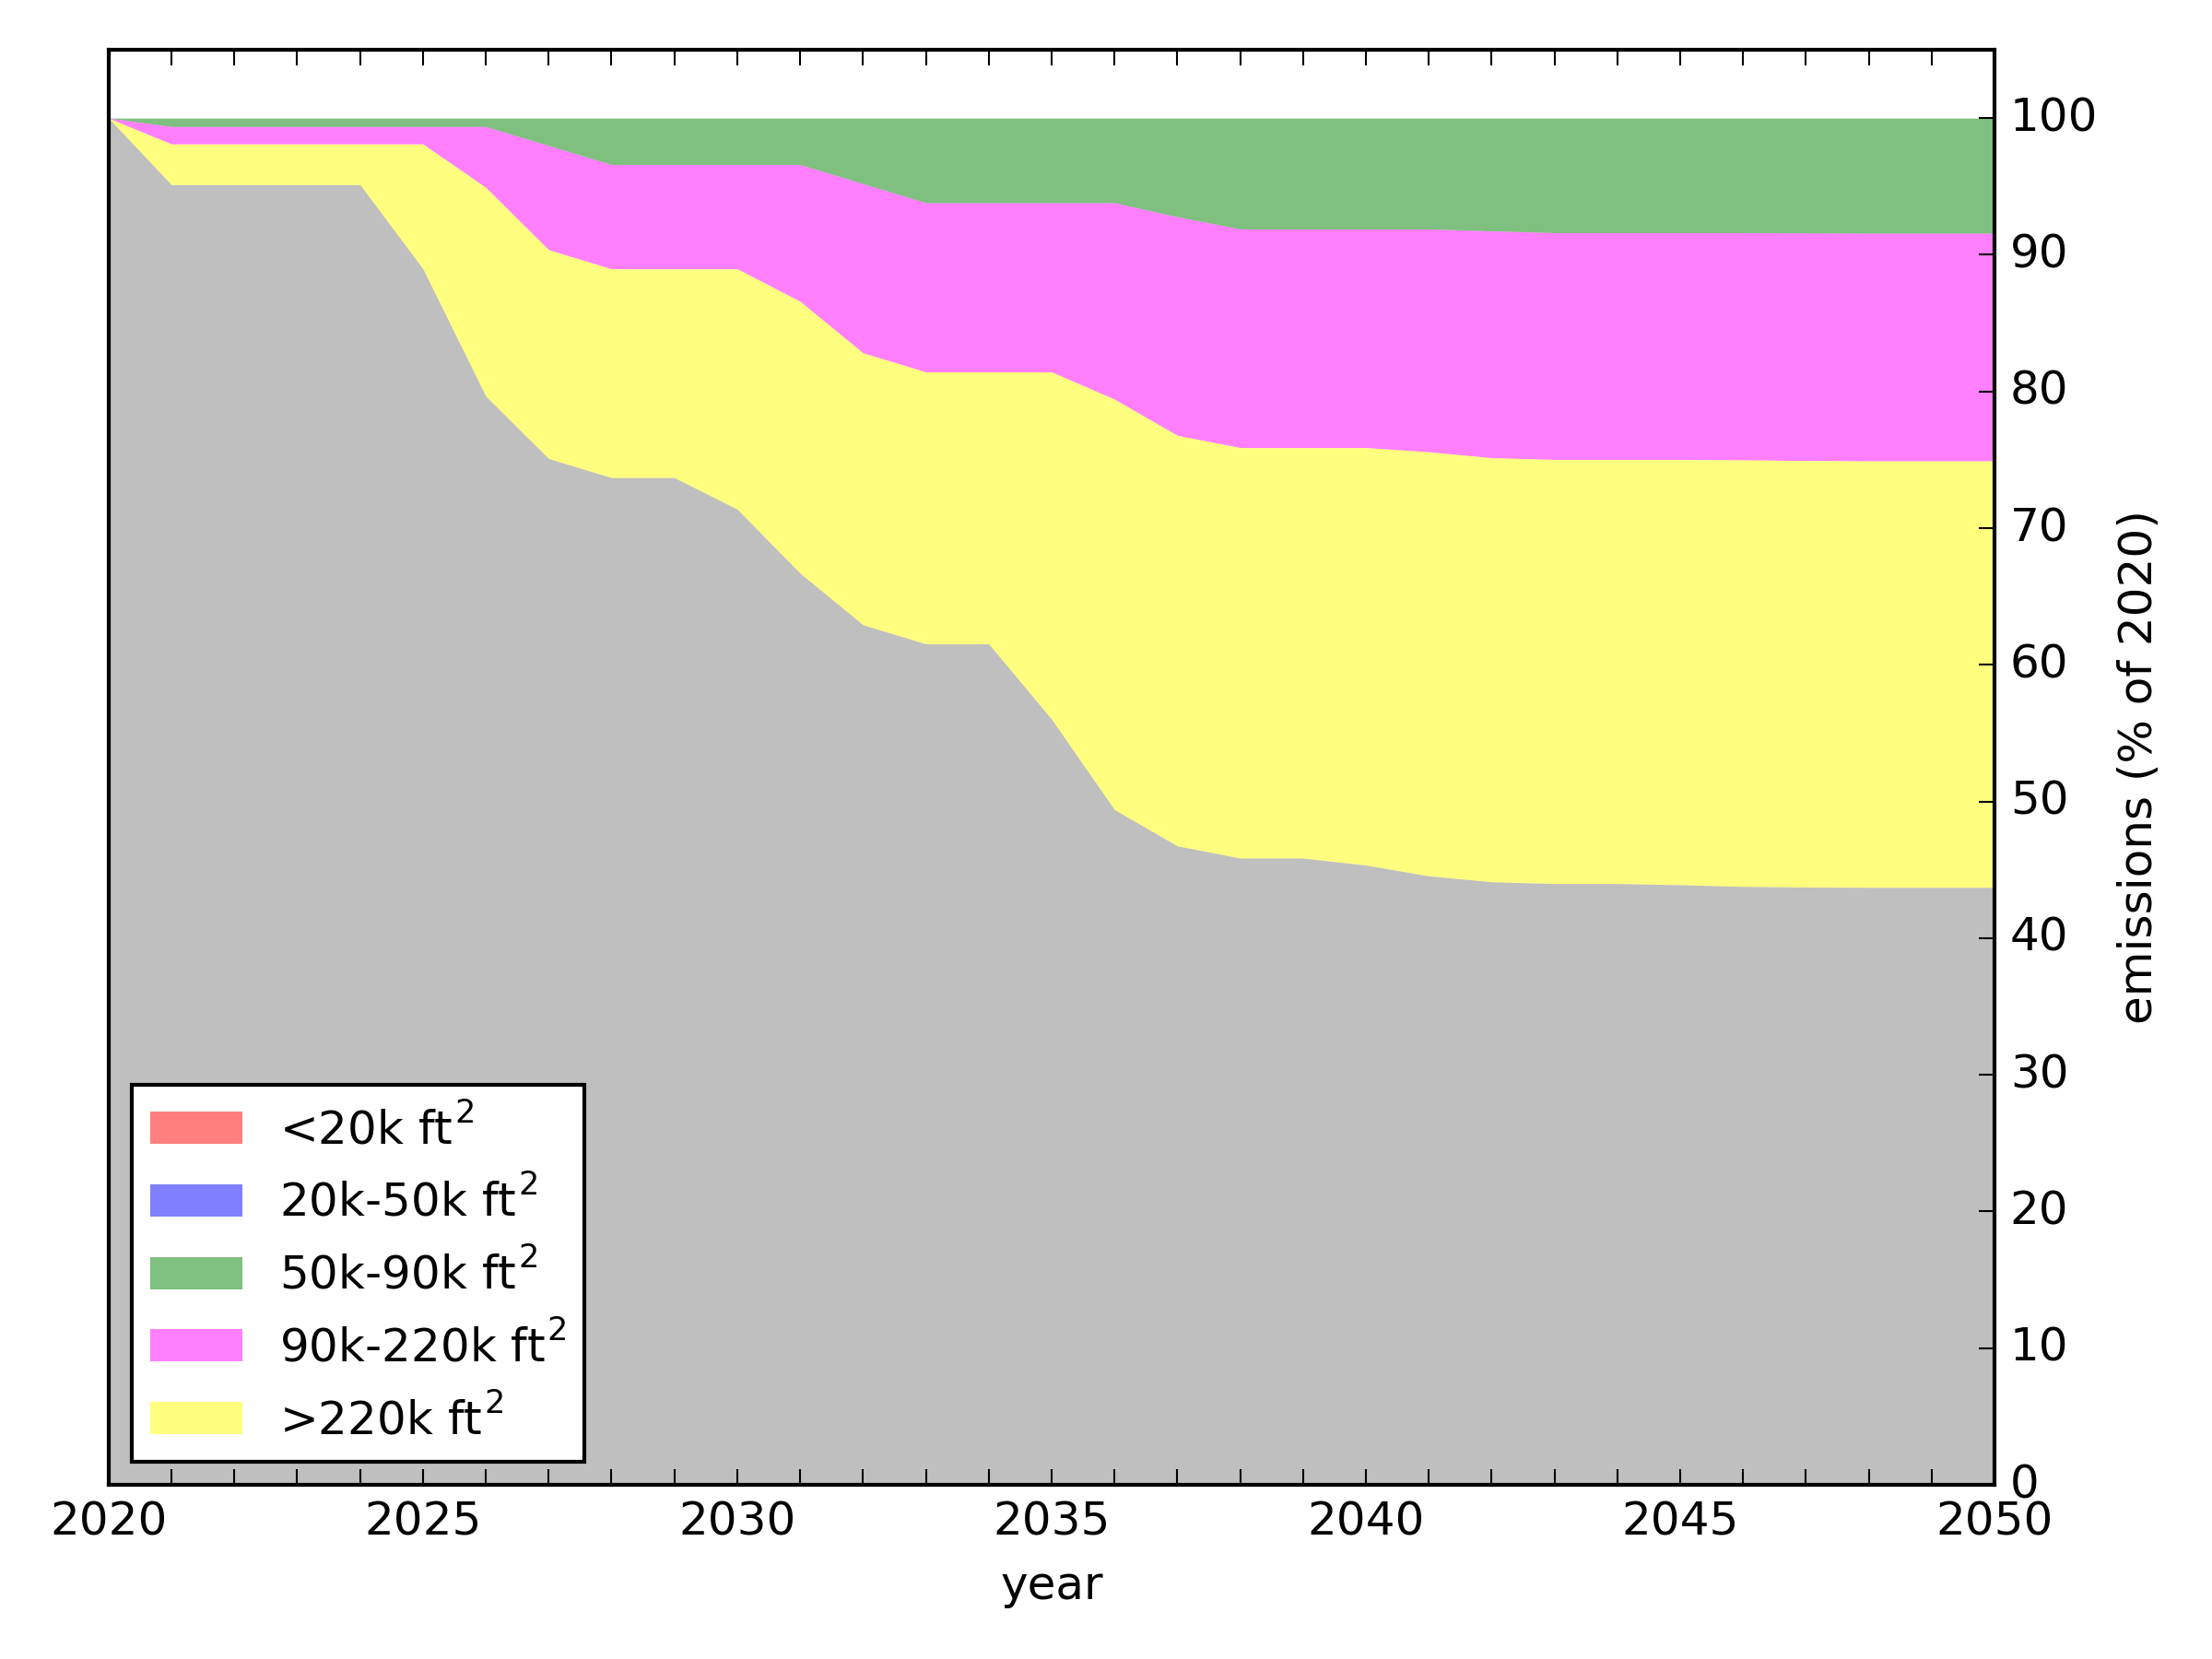 100
90
80
70
60
50
40
30
20
10
0
emissions (% of 2020)
<20k ft²
20k-50k ft²
50k-90k ft²
90k-220k ft²
>220k ft²
2020 2025 2030 2035 2040 2045 2050
year